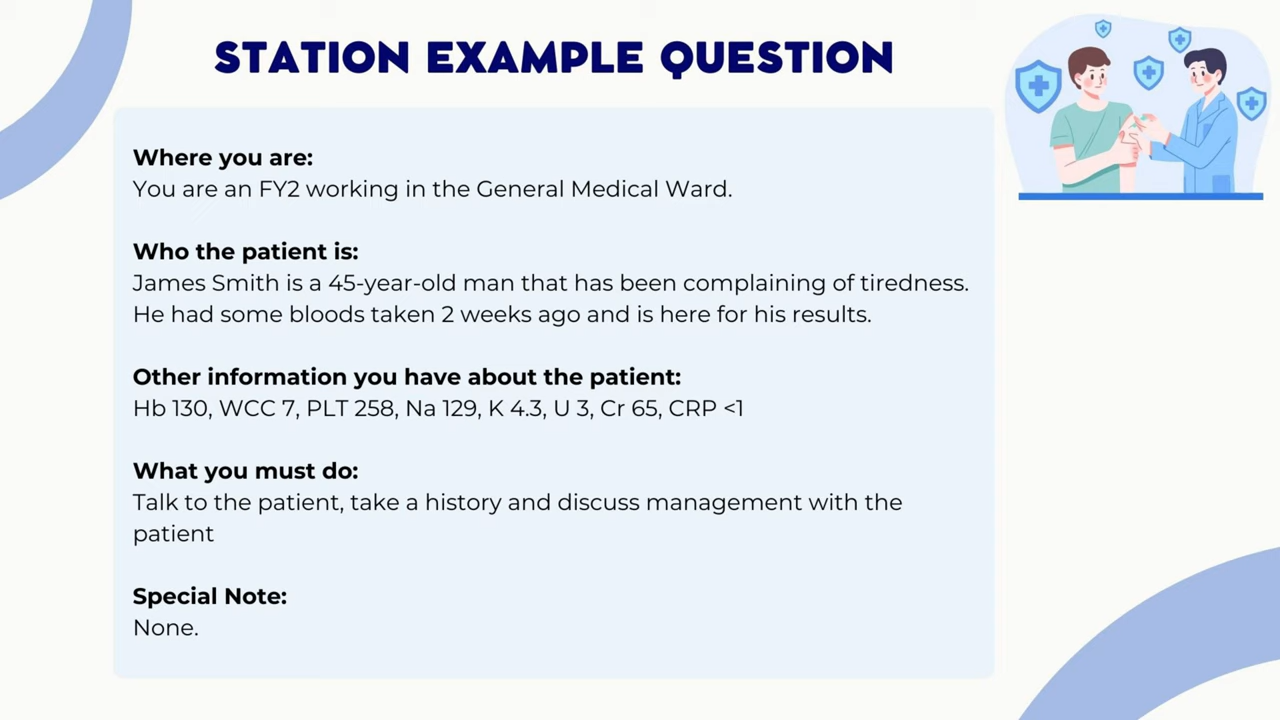 STATION EXAMPLE QUESTION
Where you are:
You are an FY2 working in the General Medical Ward.
Who the patient is:
James Smith is a 45-year-old man that has been complaining of tiredness.
He had some bloods taken 2 weeks ago and is here for his results.
Other information you have about the patient:
Hb 130, WCC 7, PLT 258, Na 129, K 4.3, U 3, Cr 65, CRP <1
What you must do:
Talk to the patient, take a history and discuss management with the
patient
Special Note:
None.